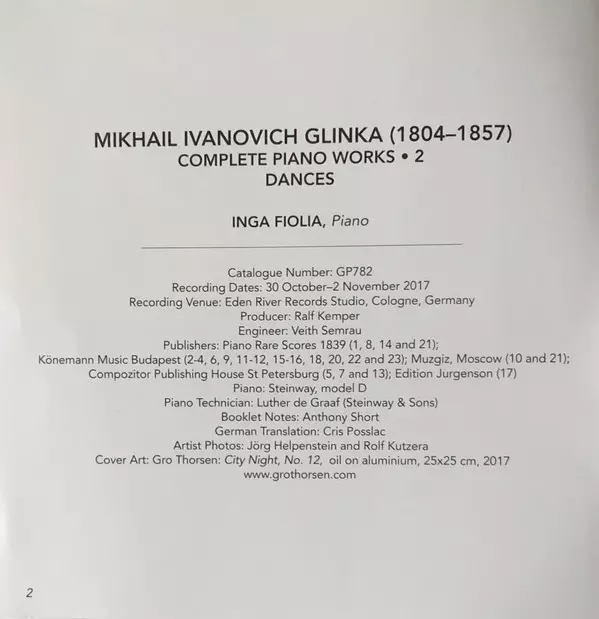 MIKHAIL IVANOVICH GLINKA (1804–1857)
COMPLETE PIANO WORKS • 2
DANCES
INGA FIOLIA, Piano
Catalogue Number: GP782
Recording Dates: 30 October–2 November 2017
Recording Venue: Eden River Records Studio, Cologne, Germany
Producer: Ralf Kemper
Engineer: Veith Semrau
Publishers: Piano Rare Scores 1839 (1, 8, 14 and 21);
Könemann Music Budapest (2-4, 6, 9, 11-12, 15-16, 18, 20, 22 and 23); Muzgiz, Moscow (10 and 21);
Compozitor Publishing House St Petersburg (5, 7 and 13); Edition Jurgenson (17)
Piano: Steinway, model D
Piano Technician: Luther de Graaf (Steinway & Sons)
Booklet Notes: Anthony Short
German Translation: Cris Posslac
Artist Photos: Jörg Helpenstein and Rolf Kutzera
Cover Art: Gro Thorsen: City Night, No. 12, oil on aluminium, 25x25 cm, 2017
www.grothorsen.com
2